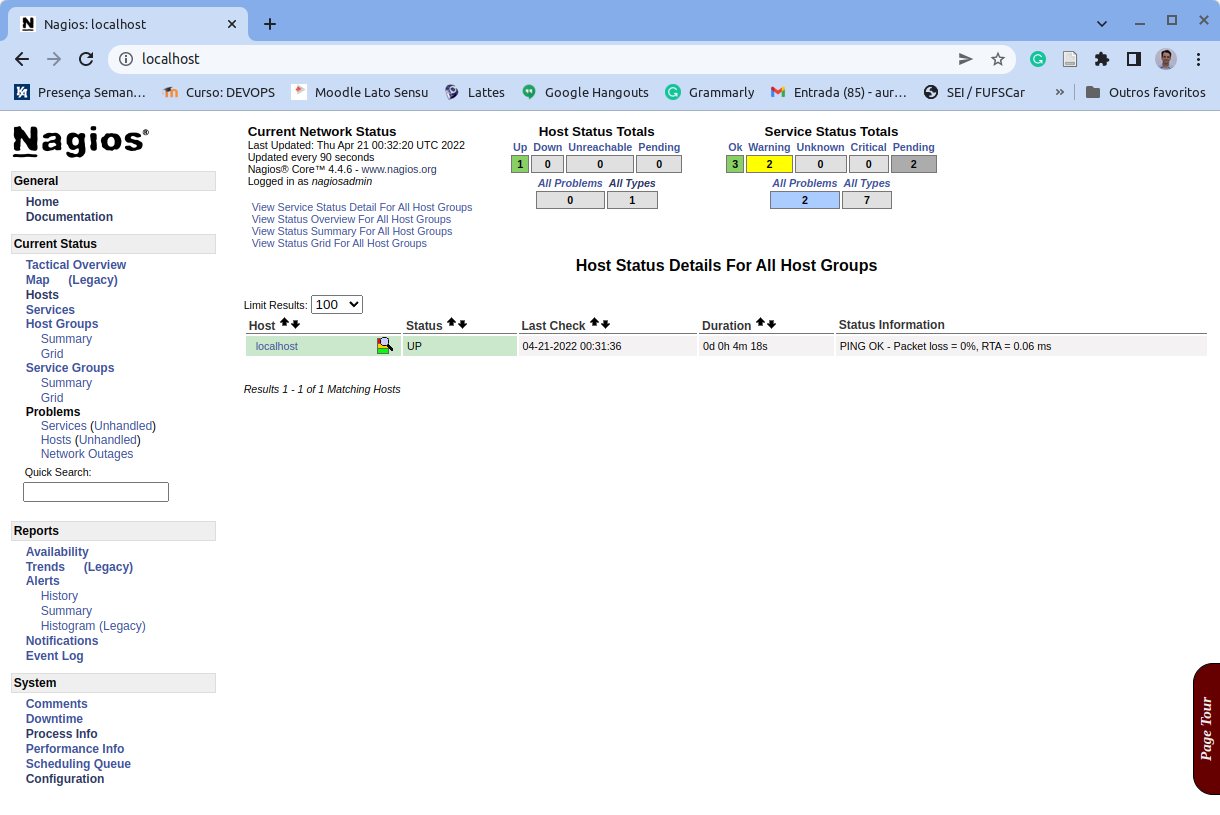 Nagios: localhost
localhost
Presença Seman…
Curso: DEVOPS
Moodle Lato Sensu
Lattes
Google Hangouts
Grammarly
Entrada (85) - aur…
SEI / FUFSCar
»
Outros favoritos
Nagios®
General
Home
Documentation
Current Status
Tactical Overview
Map (Legacy)
Hosts
Services
Host Groups
Summary
Grid
Service Groups
Summary
Grid
Problems
Services (Unhandled)
Hosts (Unhandled)
Network Outages
Quick Search:
Reports
Availability
Trends (Legacy)
Alerts
History
Summary
Histogram (Legacy)
Notifications
Event Log
System
Comments
Downtime
Process Info
Performance Info
Scheduling Queue
Configuration
Current Network Status
Last Updated: Thu Apr 21 00:32:20 UTC 2022
Updated every 90 seconds
Nagios® Core™ 4.4.6 - www.nagios.org
Logged in as nagiosadmin
View Service Status Detail For All Host Groups
View Status Overview For All Host Groups
View Status Summary For All Host Groups
View Status Grid For All Host Groups
Host Status Totals
Up Down Unreachable Pending
1 0 0 0
All Problems All Types
0 1
Service Status Totals
Ok Warning Unknown Critical Pending
3 2 0 0 2
All Problems All Types
2 7
Host Status Details For All Host Groups
Limit Results: 100
Host Status Last Check Duration Status Information
localhost UP 04-21-2022 00:31:36 0d 0h 4m 18s PING OK - Packet loss = 0%, RTA = 0.06 ms
Results 1 - 1 of 1 Matching Hosts
Page Tour